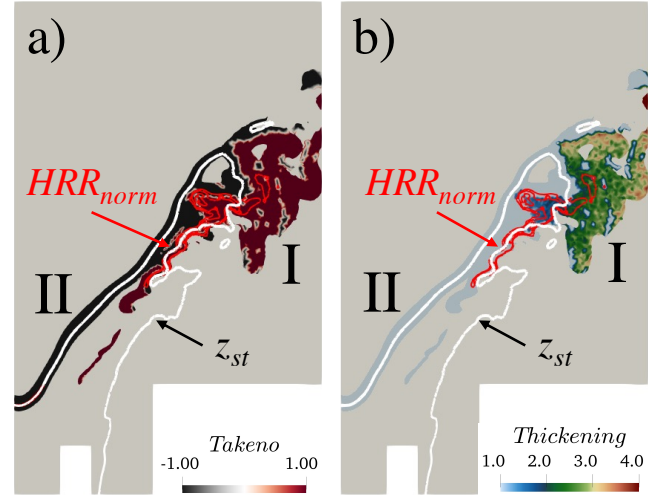 a)
HRR_norm
II
I
z_st
Takeno
-1.00 1.00
b)
HRR_norm
II
I
z_st
Thickening
1.0 2.0 3.0 4.0